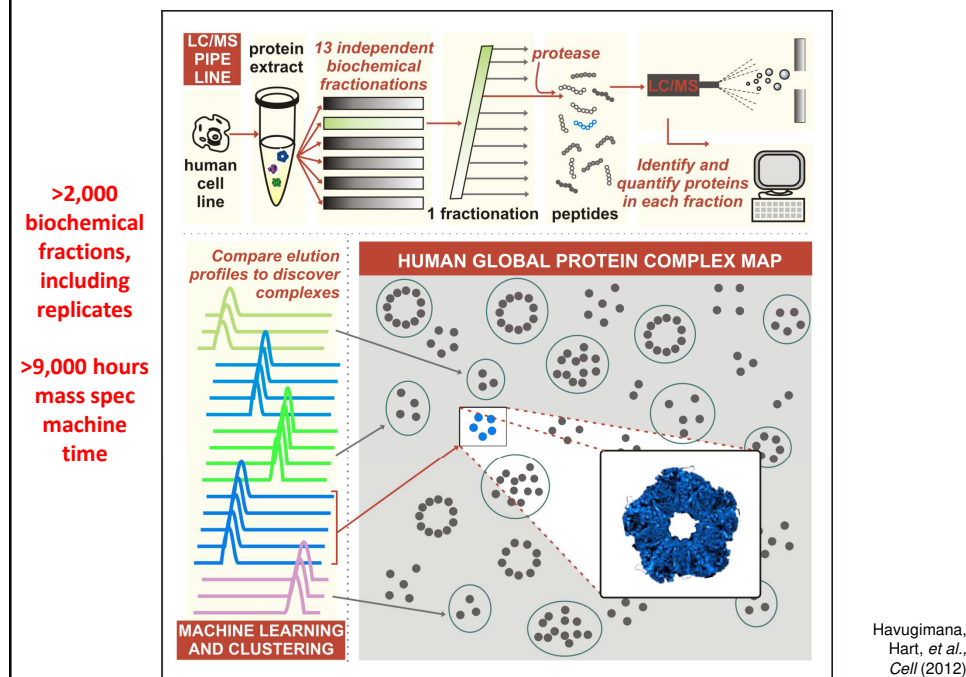 LC/MS
PIPE
LINE
protein
extract
13 independent
biochemical
fractionations
protease
LC/MS
human
cell
line
1 fractionation
peptides
Identify and
quantify proteins
in each fraction
>2,000
biochemical
fractions,
including
replicates
>9,000 hours
mass spec
machine
time
Compare elution
profiles to discover
complexes
HUMAN GLOBAL PROTEIN COMPLEX MAP
MACHINE LEARNING
AND CLUSTERING
Havugimana,
Hart, et al.,
Cell (2012)